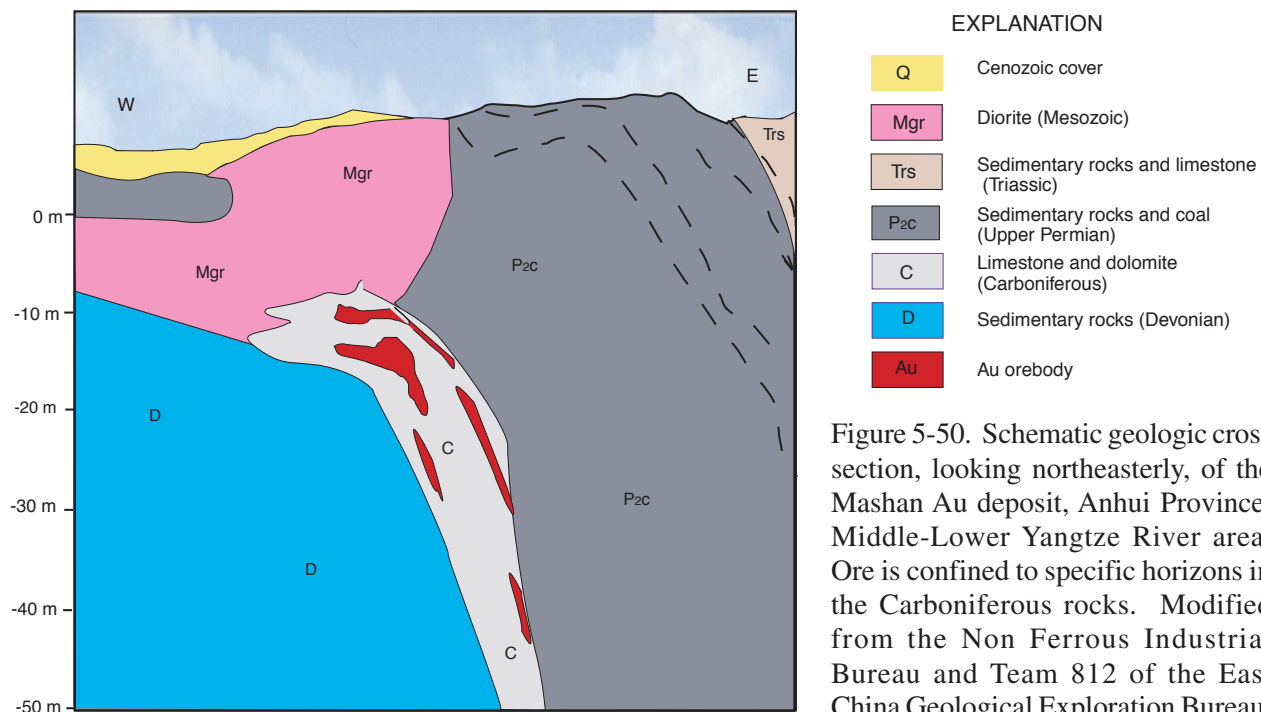 W
E
Trs
Mgr
0 m
P2c
Mgr
-10 m
-20 m
D
C
-30 m
P2c
D
-40 m
C
-50 m
EXPLANATION
Q Cenozoic cover
Mgr Diorite (Mesozoic)
Trs Sedimentary rocks and limestone
(Triassic)
P2c Sedimentary rocks and coal
(Upper Permian)
C Limestone and dolomite
(Carboniferous)
D Sedimentary rocks (Devonian)
Au Au orebody
Figure 5-50. Schematic geologic cros
section, looking northeasterly, of the
Mashan Au deposit, Anhui Province
Middle-Lower Yangtze River area
Ore is confined to specific horizons in
the Carboniferous rocks. Modified
from the Non Ferrous Industria
Bureau and Team 812 of the Eas
China Geological Exploration Bureau